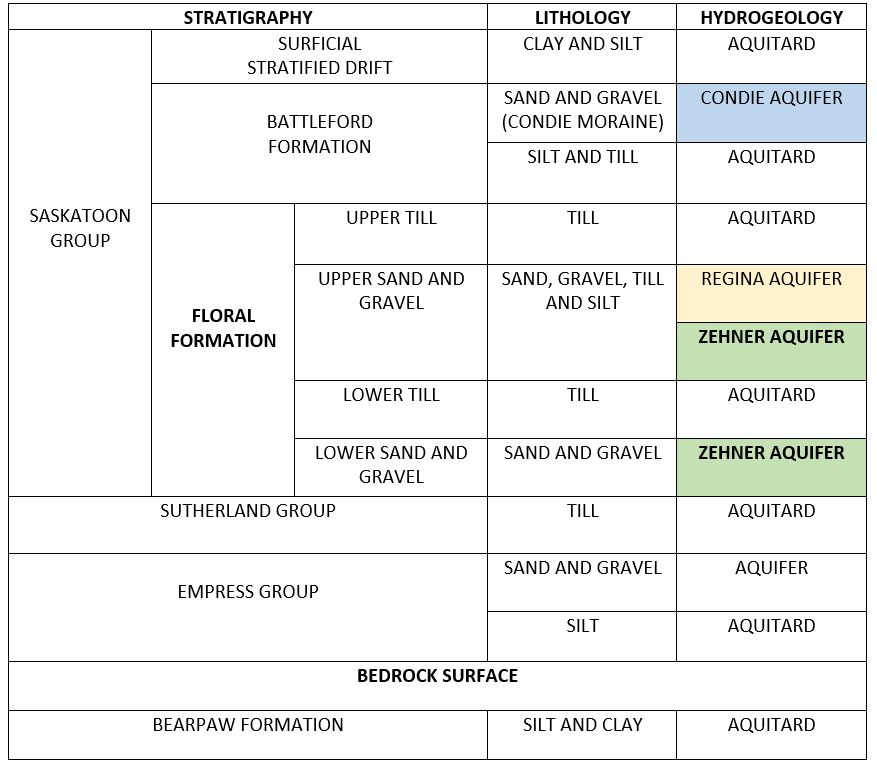 STRATIGRAPHY LITHOLOGY HYDROGEOLOGY
SASKATOON
GROUP
SURFICIAL
STRATIFIED DRIFT
CLAY AND SILT
AQUITARD
BATTLEFORD
FORMATION
SAND AND GRAVEL
(CONDIE MORAINE)
CONDIE AQUIFER
SILT AND TILL
AQUITARD
FLORAL
FORMATION
UPPER TILL
TILL
AQUITARD
UPPER SAND AND
GRAVEL
SAND, GRAVEL, TILL
AND SILT
REGINA AQUIFER
ZEHNER AQUIFER
LOWER TILL
TILL
AQUITARD
LOWER SAND AND
GRAVEL
SAND AND GRAVEL
ZEHNER AQUIFER
SUTHERLAND GROUP
TILL
AQUITARD
EMPRESS GROUP
SAND AND GRAVEL
AQUIFER
SILT
AQUITARD
BEDROCK SURFACE
BEARPAW FORMATION
SILT AND CLAY
AQUITARD